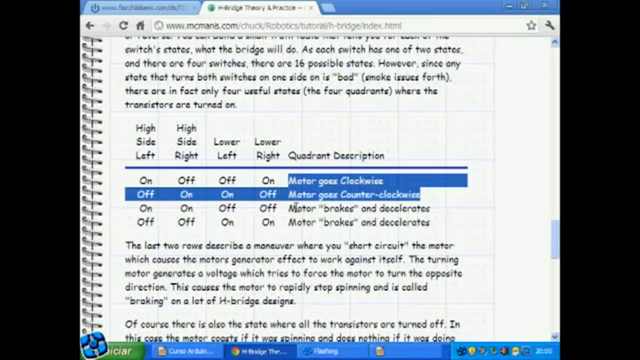 www.fairchildsemi.com/ds/TI
H-Bridge Theory & Practice --
www.mcmanis.com/chuck/Robotics/tutorial/h-bridge/index.html
switch's states, what the bridge will do. As each switch has one of two states,
and there are four switches, there are 16 possible states. However, since any
state that turns both switches on one side on is "bad" (smoke issues forth),
there are in fact only four useful states (the four quadrants) where the
transistors are turned on.
High Side Left High Side Right Lower Left Lower Right Quadrant Description
On Off Off On Motor goes Clockwise
Off On On Off Motor goes Counter-clockwise
On On Off Off Motor "brakes" and decelerates
Off Off On On Motor "brakes" and decelerates
The last two rows describe a maneuver where you "short circuit" the motor
which causes the motors generator effect to work against itself. The turning
motor generates a voltage which tries to force the motor to turn the opposite
direction. This causes the motor to rapidly stop spinning and is called
"braking" on a lot of H-bridge designs.
Of course there is also the state where all the transistors are turned off. In
this case the motor coasts if it was spinning and does nothing if it was doing
Iniciar Curso Arduin... H-Bridge The... Flashing 20:05